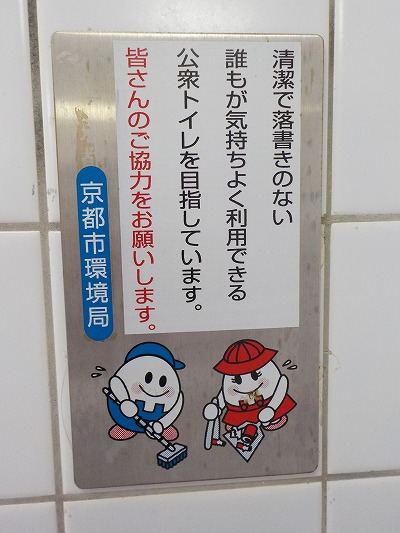 清潔で落書きのない
誰もが気持ちよく利用できる
公衆トイレを目指しています。
皆さんのご協力をお願いします。
京都市環境局